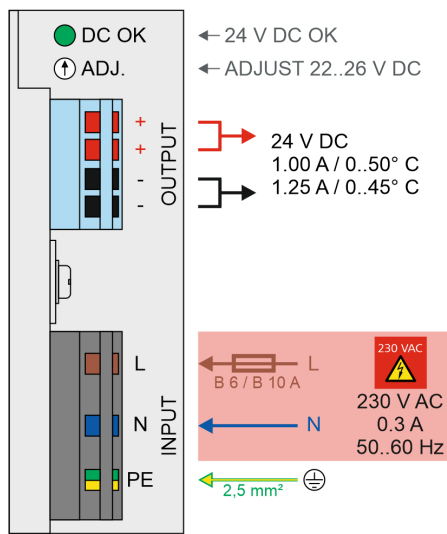 DC OK
24 V DC OK
ADJ.
ADJUST 22..26 V DC
+
+
-
-
OUTPUT
24 V DC
1.00 A / 0..50° C
1.25 A / 0..45° C
L
N
PE
INPUT
L
B 6 / B 10 A
N
2,5 mm²
230 VAC
230 V AC
0.3 A
50..60 Hz